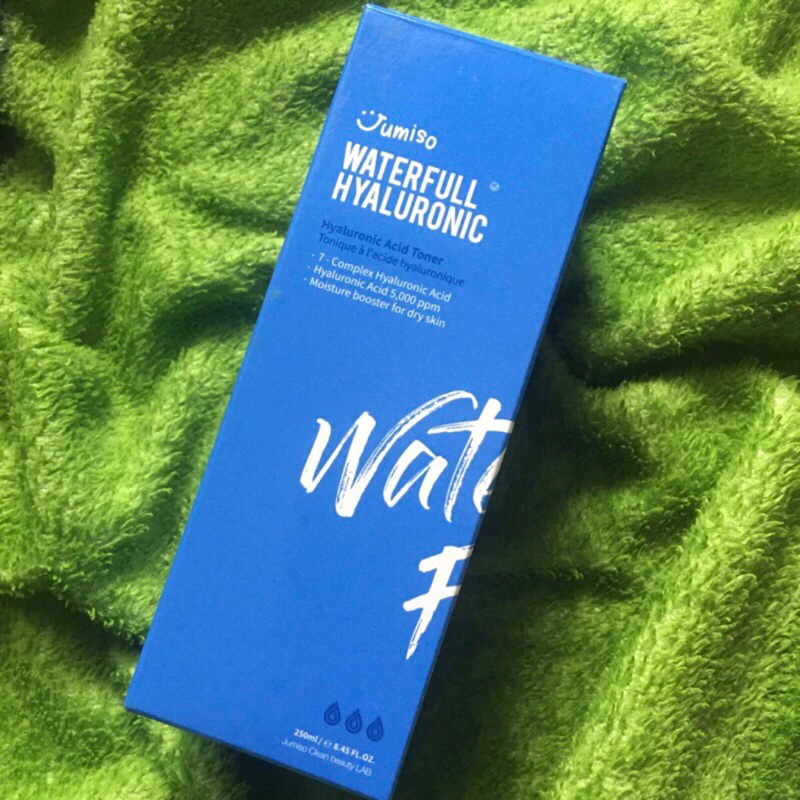 Jumiso
WATERFULL
HYALURONIC
Hyaluronic Acid Toner
Tonique à l'acide hyaluronique
· 7 - Complex Hyaluronic Acid
· Hyaluronic Acid 5,000 ppm
· Moisture booster for dry skin
Wate
F
250ml / ℮ 8.45 FL.OZ.
Jumiso Clean beauty LAB